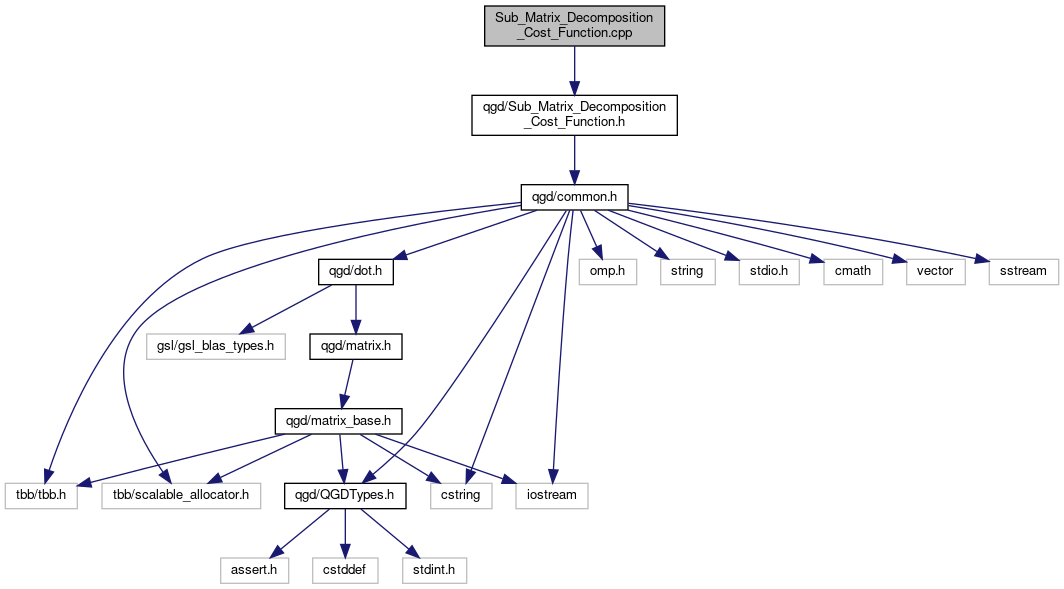 Sub_Matrix_Decomposition
_Cost_Function.cpp
qgd/Sub_Matrix_Decomposition
_Cost_Function.h
qgd/common.h
qgd/dot.h
omp.h
string
stdio.h
cmath
vector
sstream
gsl/gsl_blas_types.h
qgd/matrix.h
qgd/matrix_base.h
tbb/tbb.h
tbb/scalable_allocator.h
qgd/QGDTypes.h
cstring
iostream
assert.h
cstddef
stdint.h